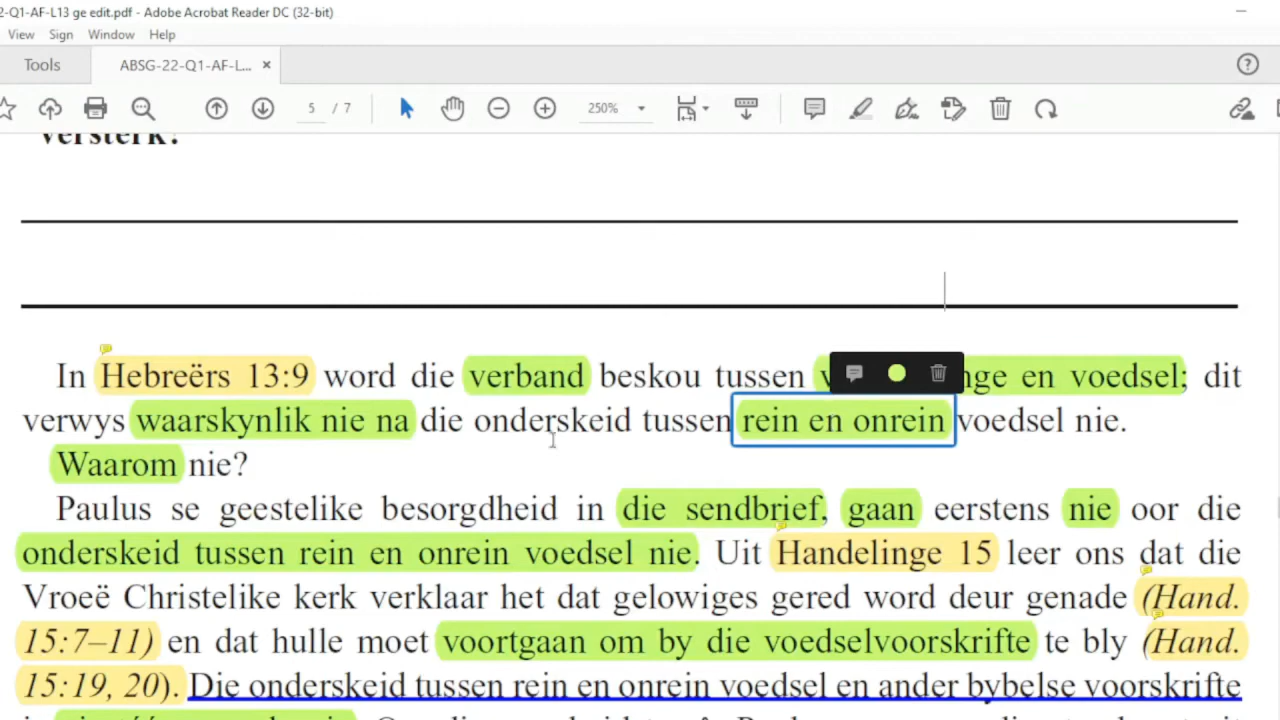 2-Q1-AF-L13 ge edit.pdf - Adobe Acrobat Reader DC (32-bit)
View Sign Window Help
Tools ABSG-22-Q1-AF-L... ×
5 / 7 250%
versterk?
In Hebreërs 13:9 word die verband beskou tussen nge en voedsel; dit
verwys waarskynlik nie na die onderskeid tussen rein en onrein voedsel nie.
Waarom nie?
Paulus se geestelike besorgdheid in die sendbrief, gaan eerstens nie oor die
onderskeid tussen rein en onrein voedsel nie. Uit Handelinge 15 leer ons dat die
Vroeë Christelike kerk verklaar het dat gelowiges gered word deur genade (Hand.
15:7–11) en dat hulle moet voortgaan om by die voedselvoorskrifte te bly (Hand.
15:19, 20). Die onderskeid tussen rein en onrein voedsel en ander bybelse voorskrifte